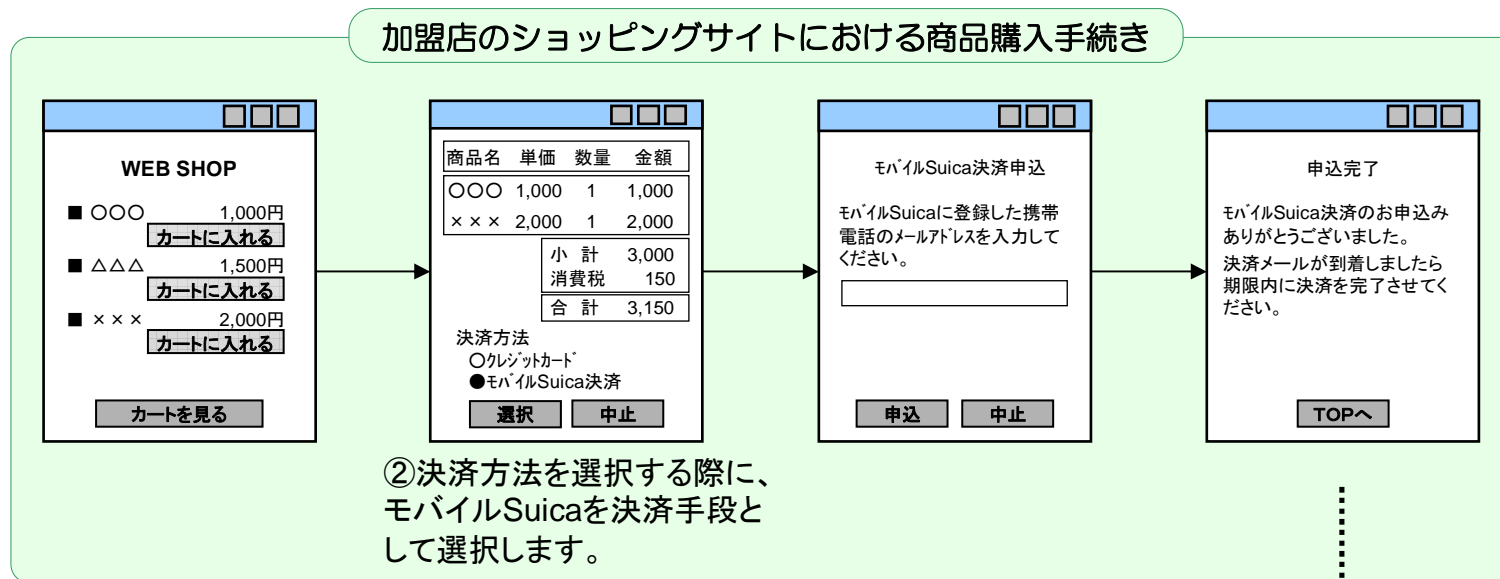 加盟店のショッピングサイトにおける商品購入手続き
WEB SHOP
■ ○○○ 1,000円
カートに入れる
■ △△△ 1,500円
カートに入れる
■ ××× 2,000円
カートに入れる
カートを見る
商品名 単価 数量 金額
○○○ 1,000 1 1,000
××× 2,000 1 2,000
小 計 3,000
消費税 150
合 計 3,150
決済方法
○ｸﾚｼﾞｯﾄｶｰﾄﾞ
●ﾓﾊﾞｲﾙSuica決済
選択 中止
ﾓﾊﾞｲﾙSuica決済申込
ﾓﾊﾞｲﾙSuicaに登録した携帯
電話のﾒｰﾙｱﾄﾞﾚｽを入力して
ください。
申込 中止
申込完了
ﾓﾊﾞｲﾙSuica決済のお申込み
ありがとうございました。
決済メールが到着しましたら
期限内に決済を完了させてく
ださい。
TOPへ
②決済方法を選択する際に、
モバイルSuicaを決済手段と
して選択します。